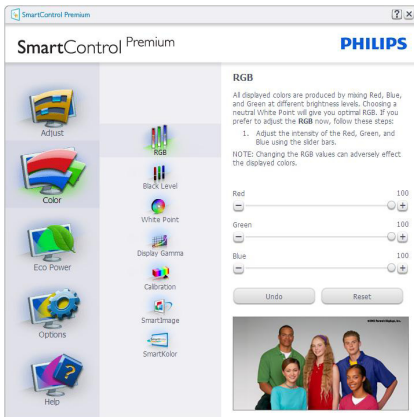 SmartControl Premium
SmartControl Premium
PHILIPS
Adjust
Color
Eco Power
Options
Help
RGB
Black Level
White Point
Display Gamma
Calibration
SmartImage
SmartKolor
RGB
All displayed colors are produced by mixing Red, Blue,
and Green at different brightness levels. Choosing a
neutral White Point will give you optimal RGB. If you
prefer to adjust the RGB now, follow these steps:
1. Adjust the intensity of the Red, Green, and
Blue using the slider bars.
NOTE: Changing the RGB values can adversely effect
the displayed colors.
Red 100
Green 100
Blue 100
Undo Reset